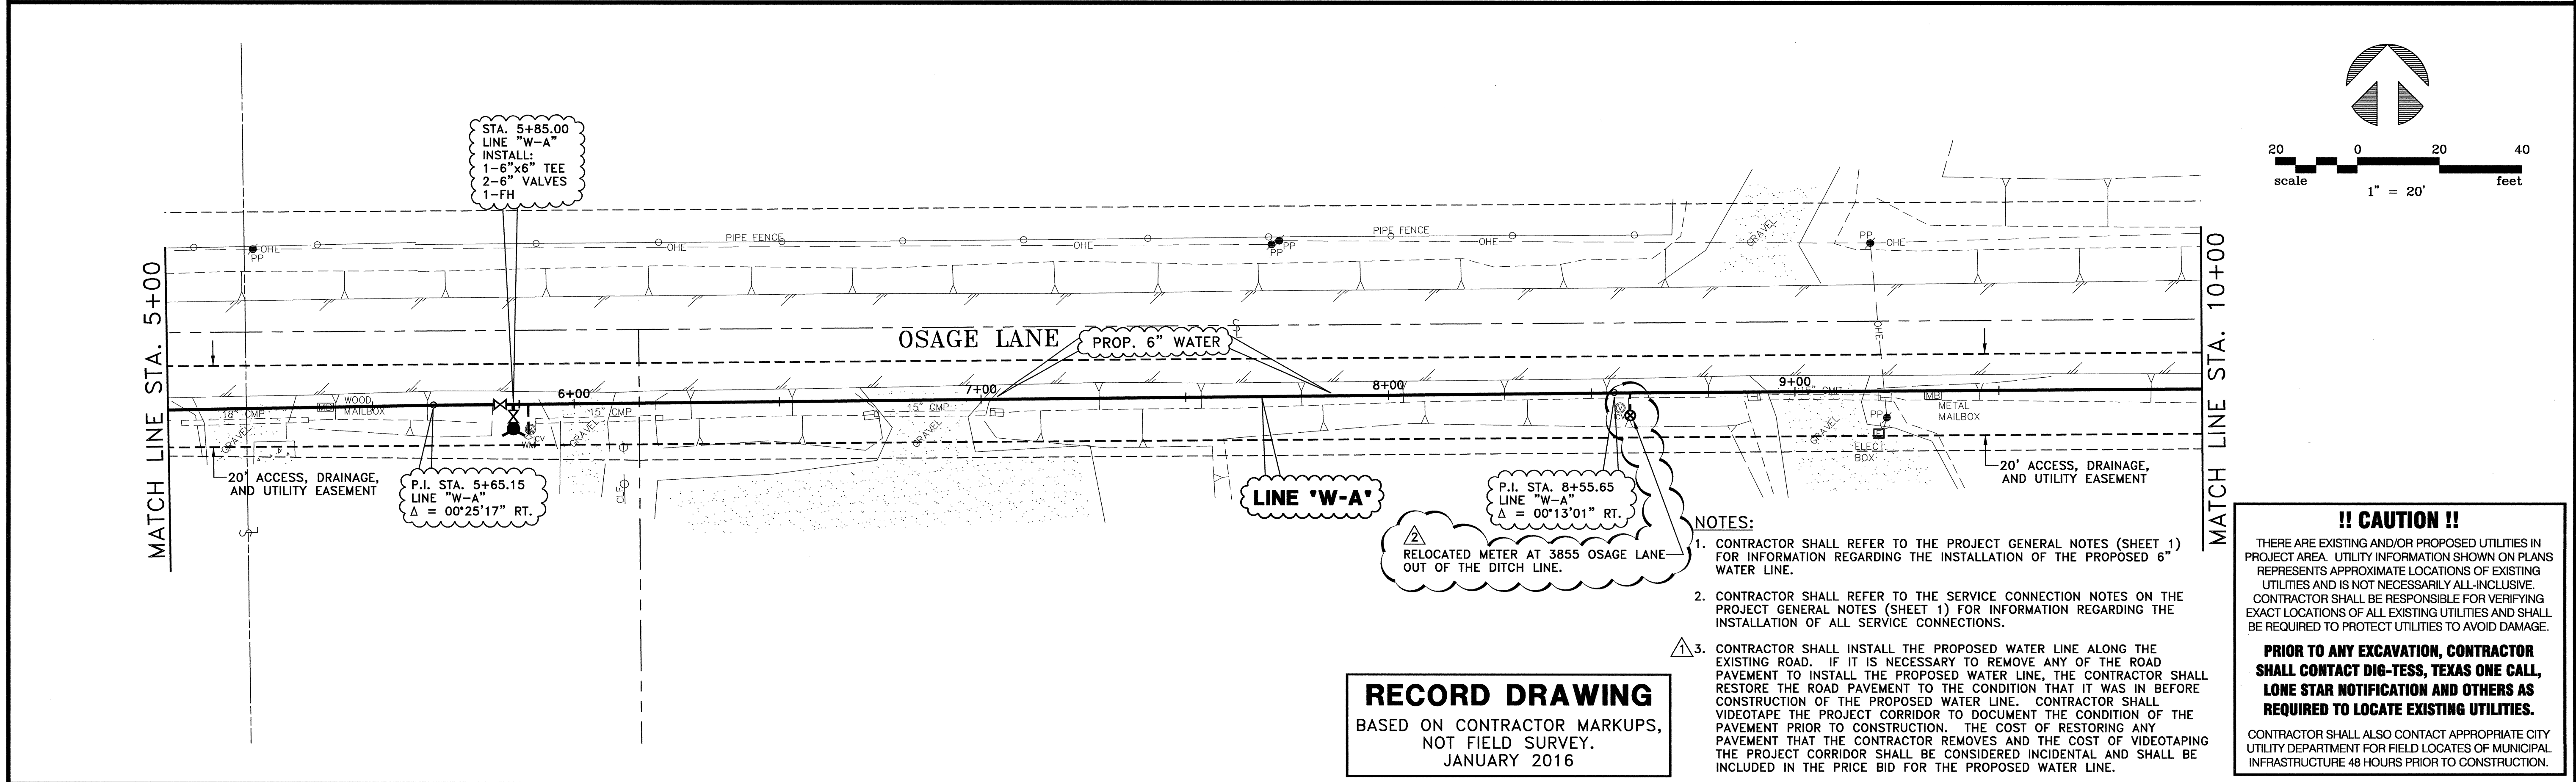 STA. 5+85.00
LINE "W-A"
INSTALL:
1-6"x6" TEE
2-6" VALVES
1-FH
20 0 20 40
scale feet
1" = 20'
MATCH LINE STA. 5+00
OHE
PP
OHE
PIPE FENCE
OHE
PP
PP
PIPE FENCE
OHE
GRAVEL
PP
OHE
OHE
MATCH LINE STA. 10+00
OSAGE LANE
PROP. 6" WATER
18" CMP
GRAVEL
MB
WOOD
MAILBOX
6+00
15" CMP
GRAVEL
WM
CV
CLF
7+00
15" CMP
GRAVEL
8+00
9+00
15" CMP
GRAVEL
PP
E
ELECT
BOX
MB
METAL
MAILBOX
20' ACCESS, DRAINAGE,
AND UTILITY EASEMENT
P.I. STA. 5+65.15
LINE "W-A"
Δ = 00°25'17" RT.
LINE "W-A"
P.I. STA. 8+55.65
LINE "W-A"
Δ = 00°13'01" RT.
20' ACCESS, DRAINAGE,
AND UTILITY EASEMENT
2
RELOCATED METER AT 3855 OSAGE LANE
OUT OF THE DITCH LINE.
NOTES:
1. CONTRACTOR SHALL REFER TO THE PROJECT GENERAL NOTES (SHEET 1)
FOR INFORMATION REGARDING THE INSTALLATION OF THE PROPOSED 6"
WATER LINE.
2. CONTRACTOR SHALL REFER TO THE SERVICE CONNECTION NOTES ON THE
PROJECT GENERAL NOTES (SHEET 1) FOR INFORMATION REGARDING THE
INSTALLATION OF ALL SERVICE CONNECTIONS.
1 3. CONTRACTOR SHALL INSTALL THE PROPOSED WATER LINE ALONG THE
EXISTING ROAD. IF IT IS NECESSARY TO REMOVE ANY OF THE ROAD
PAVEMENT TO INSTALL THE PROPOSED WATER LINE, THE CONTRACTOR SHALL
RESTORE THE ROAD PAVEMENT TO THE CONDITION THAT IT WAS IN BEFORE
CONSTRUCTION OF THE PROPOSED WATER LINE. CONTRACTOR SHALL
VIDEOTAPE THE PROJECT CORRIDOR TO DOCUMENT THE CONDITION OF THE
PAVEMENT PRIOR TO CONSTRUCTION. THE COST OF RESTORING ANY
PAVEMENT THAT THE CONTRACTOR REMOVES AND THE COST OF VIDEOTAPING
THE PROJECT CORRIDOR SHALL BE CONSIDERED INCIDENTAL AND SHALL BE
INCLUDED IN THE PRICE BID FOR THE PROPOSED WATER LINE.
RECORD DRAWING
BASED ON CONTRACTOR MARKUPS,
NOT FIELD SURVEY.
JANUARY 2016
!! CAUTION !!
THERE ARE EXISTING AND/OR PROPOSED UTILITIES IN
PROJECT AREA. UTILITY INFORMATION SHOWN ON PLANS
REPRESENTS APPROXIMATE LOCATIONS OF EXISTING
UTILITIES AND IS NOT NECESSARILY ALL-INCLUSIVE.
CONTRACTOR SHALL BE RESPONSIBLE FOR VERIFYING
EXACT LOCATIONS OF ALL EXISTING UTILITIES AND SHALL
BE REQUIRED TO PROTECT UTILITIES TO AVOID DAMAGE.
PRIOR TO ANY EXCAVATION, CONTRACTOR
SHALL CONTACT DIG-TESS, TEXAS ONE CALL,
LONE STAR NOTIFICATION AND OTHERS AS
REQUIRED TO LOCATE EXISTING UTILITIES.
CONTRACTOR SHALL ALSO CONTACT APPROPRIATE CITY
UTILITY DEPARTMENT FOR FIELD LOCATES OF MUNICIPAL
INFRASTRUCTURE 48 HOURS PRIOR TO CONSTRUCTION.